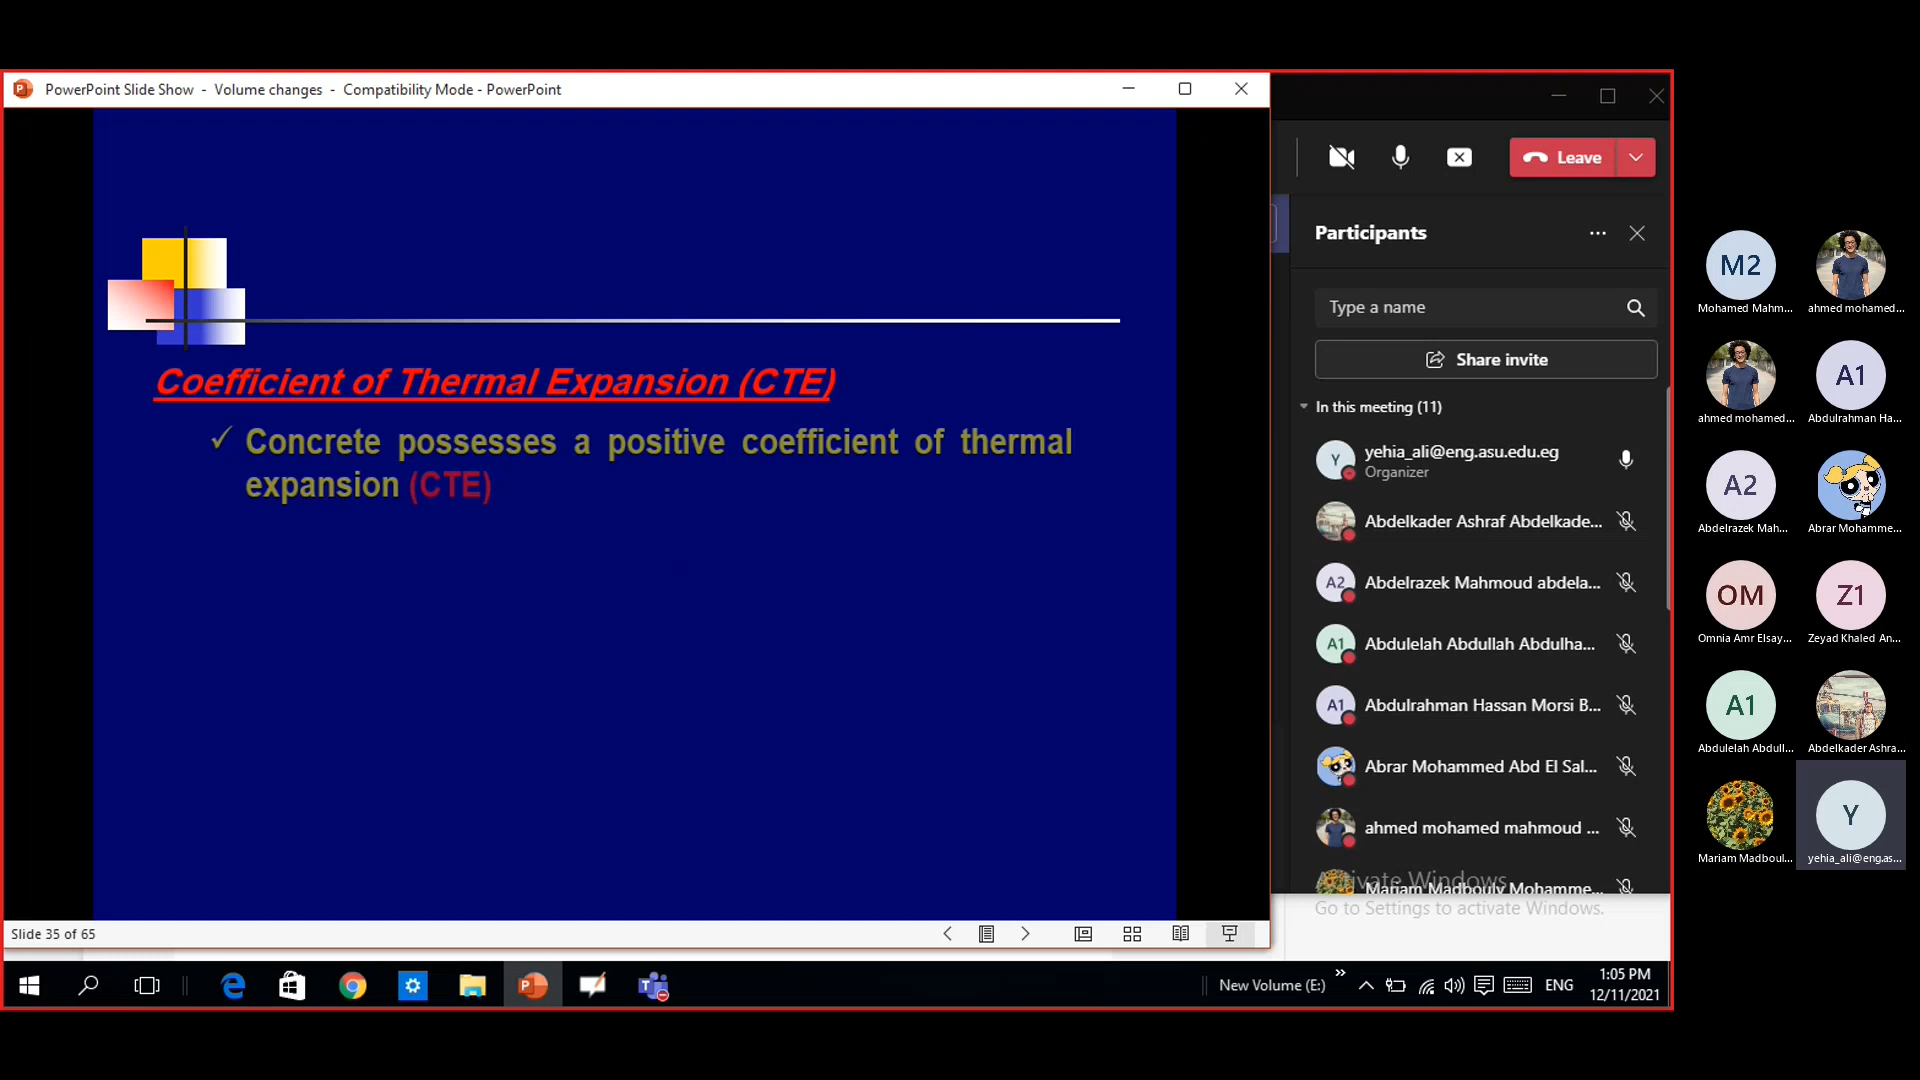 PowerPoint Slide Show - Volume changes - Compatibility Mode - PowerPoint
Coefficient of Thermal Expansion (CTE)
✓ Concrete possesses a positive coefficient of thermal
expansion (CTE)
Slide 35 of 65
Leave
Participants
Type a name
Share invite
In this meeting (11)
Y
yehia_ali@eng.asu.edu.eg
Organizer
Abdelkader Ashraf Abdelkade...
A2
Abdelrazek Mahmoud abdela...
A1
Abdulelah Abdullah Abdulha...
A1
Abdulrahman Hassan Morsi B...
Abrar Mohammed Abd El Sal...
ahmed mohamed mahmoud ...
Mariam Madbouly Mohamme...
Activate Windows
Go to Settings to activate Windows.
New Volume (E:)
ENG
1:05 PM
12/11/2021
M2
Mohamed Mahm...
ahmed mohamed...
ahmed mohamed...
A1
Abdulrahman Ha...
A2
Abdelrazek Mah...
Abrar Mohamme...
OM
Omnia Amr Elsay...
Z1
Zeyad Khaled An...
A1
Abdulelah Abdull...
Abdelkader Ashra...
Mariam Madboul...
Y
yehia_ali@eng.as...